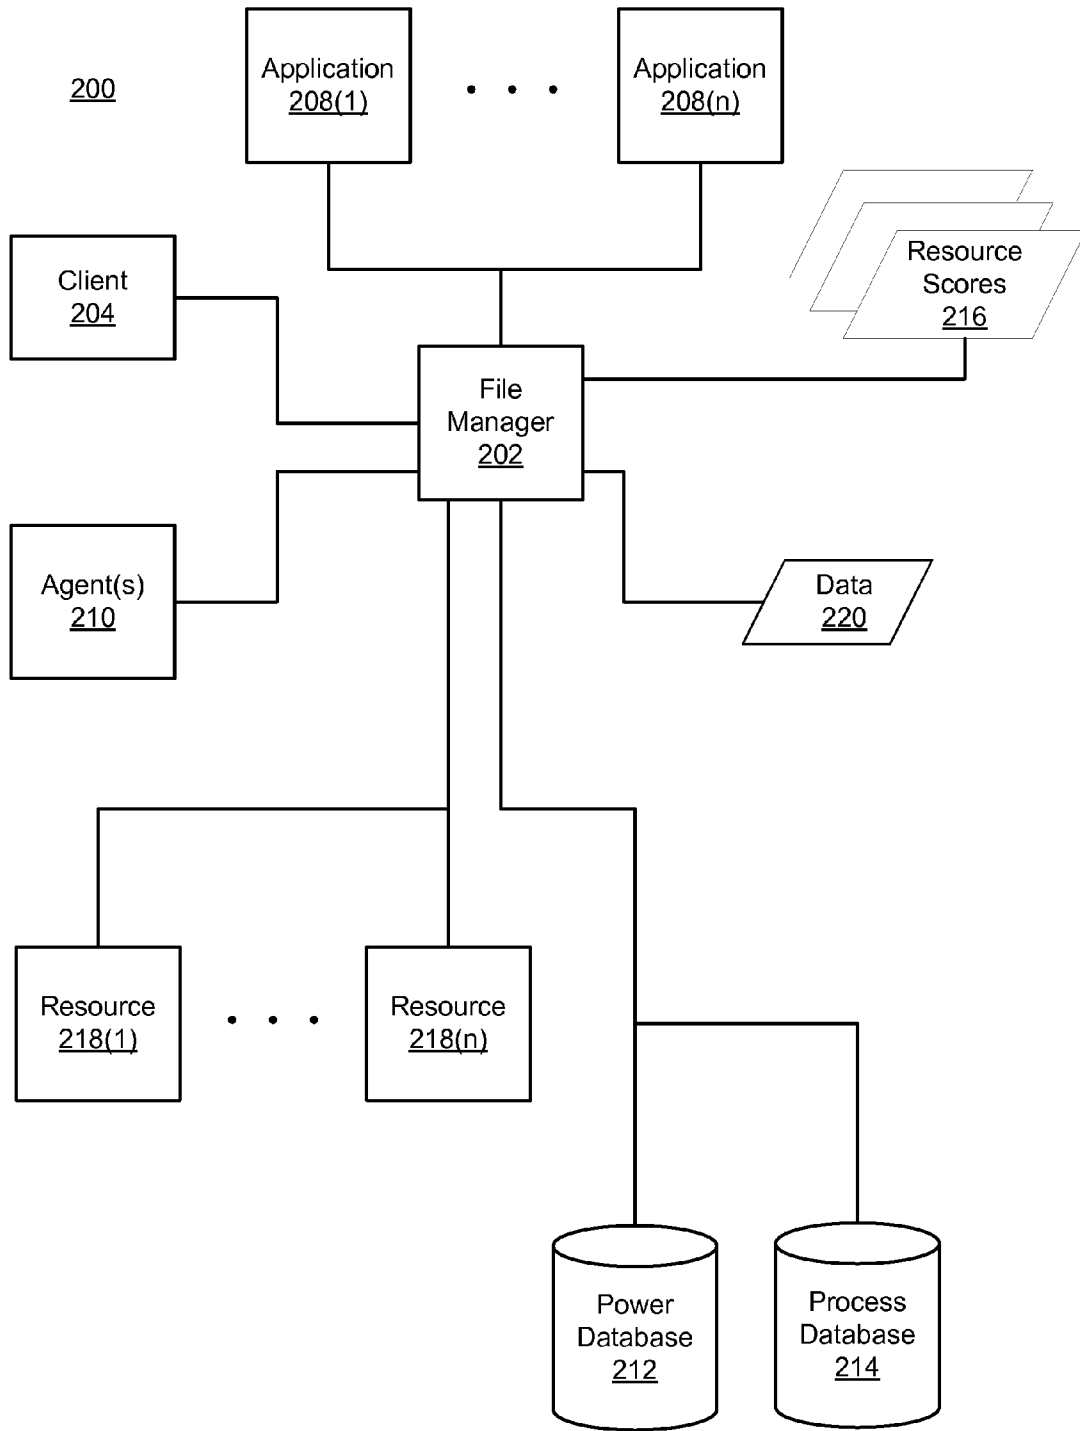 200
Application
208(1)
Application
208(n)
Client
204
Resource
Scores
216
File
Manager
202
Agent(s)
210
Data
220
Resource
218(1)
Resource
218(n)
Power
Database
212
Process
Database
214